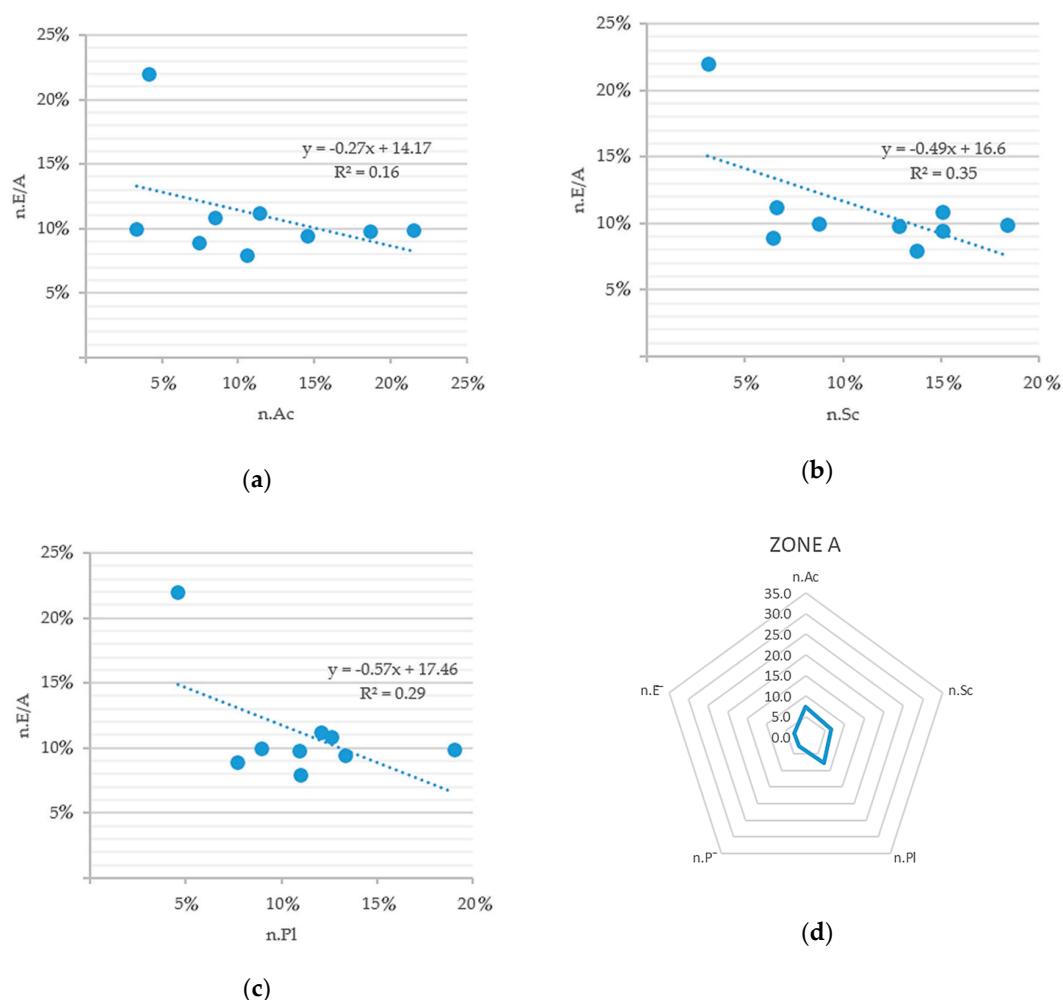 25%
20%
15%
10%
5%
n.E/A
y = -0.27x + 14.17
R² = 0.16
5%
10%
15%
20%
25%
n.Ac
(a)
25%
20%
15%
10%
5%
n.E/A
y = -0.49x + 16.6
R² = 0.35
5%
10%
15%
20%
n.Sc
(b)
25%
20%
15%
10%
5%
n.E/A
y = -0.57x + 17.46
R² = 0.29
5%
10%
15%
20%
n.Pl
(c)
ZONE A
n.Ac
35.0
30.0
25.0
20.0
15.0
10.0
5.0
0.0
n.E⁻
n.Sc
n.P⁻
n.Pl
(d)